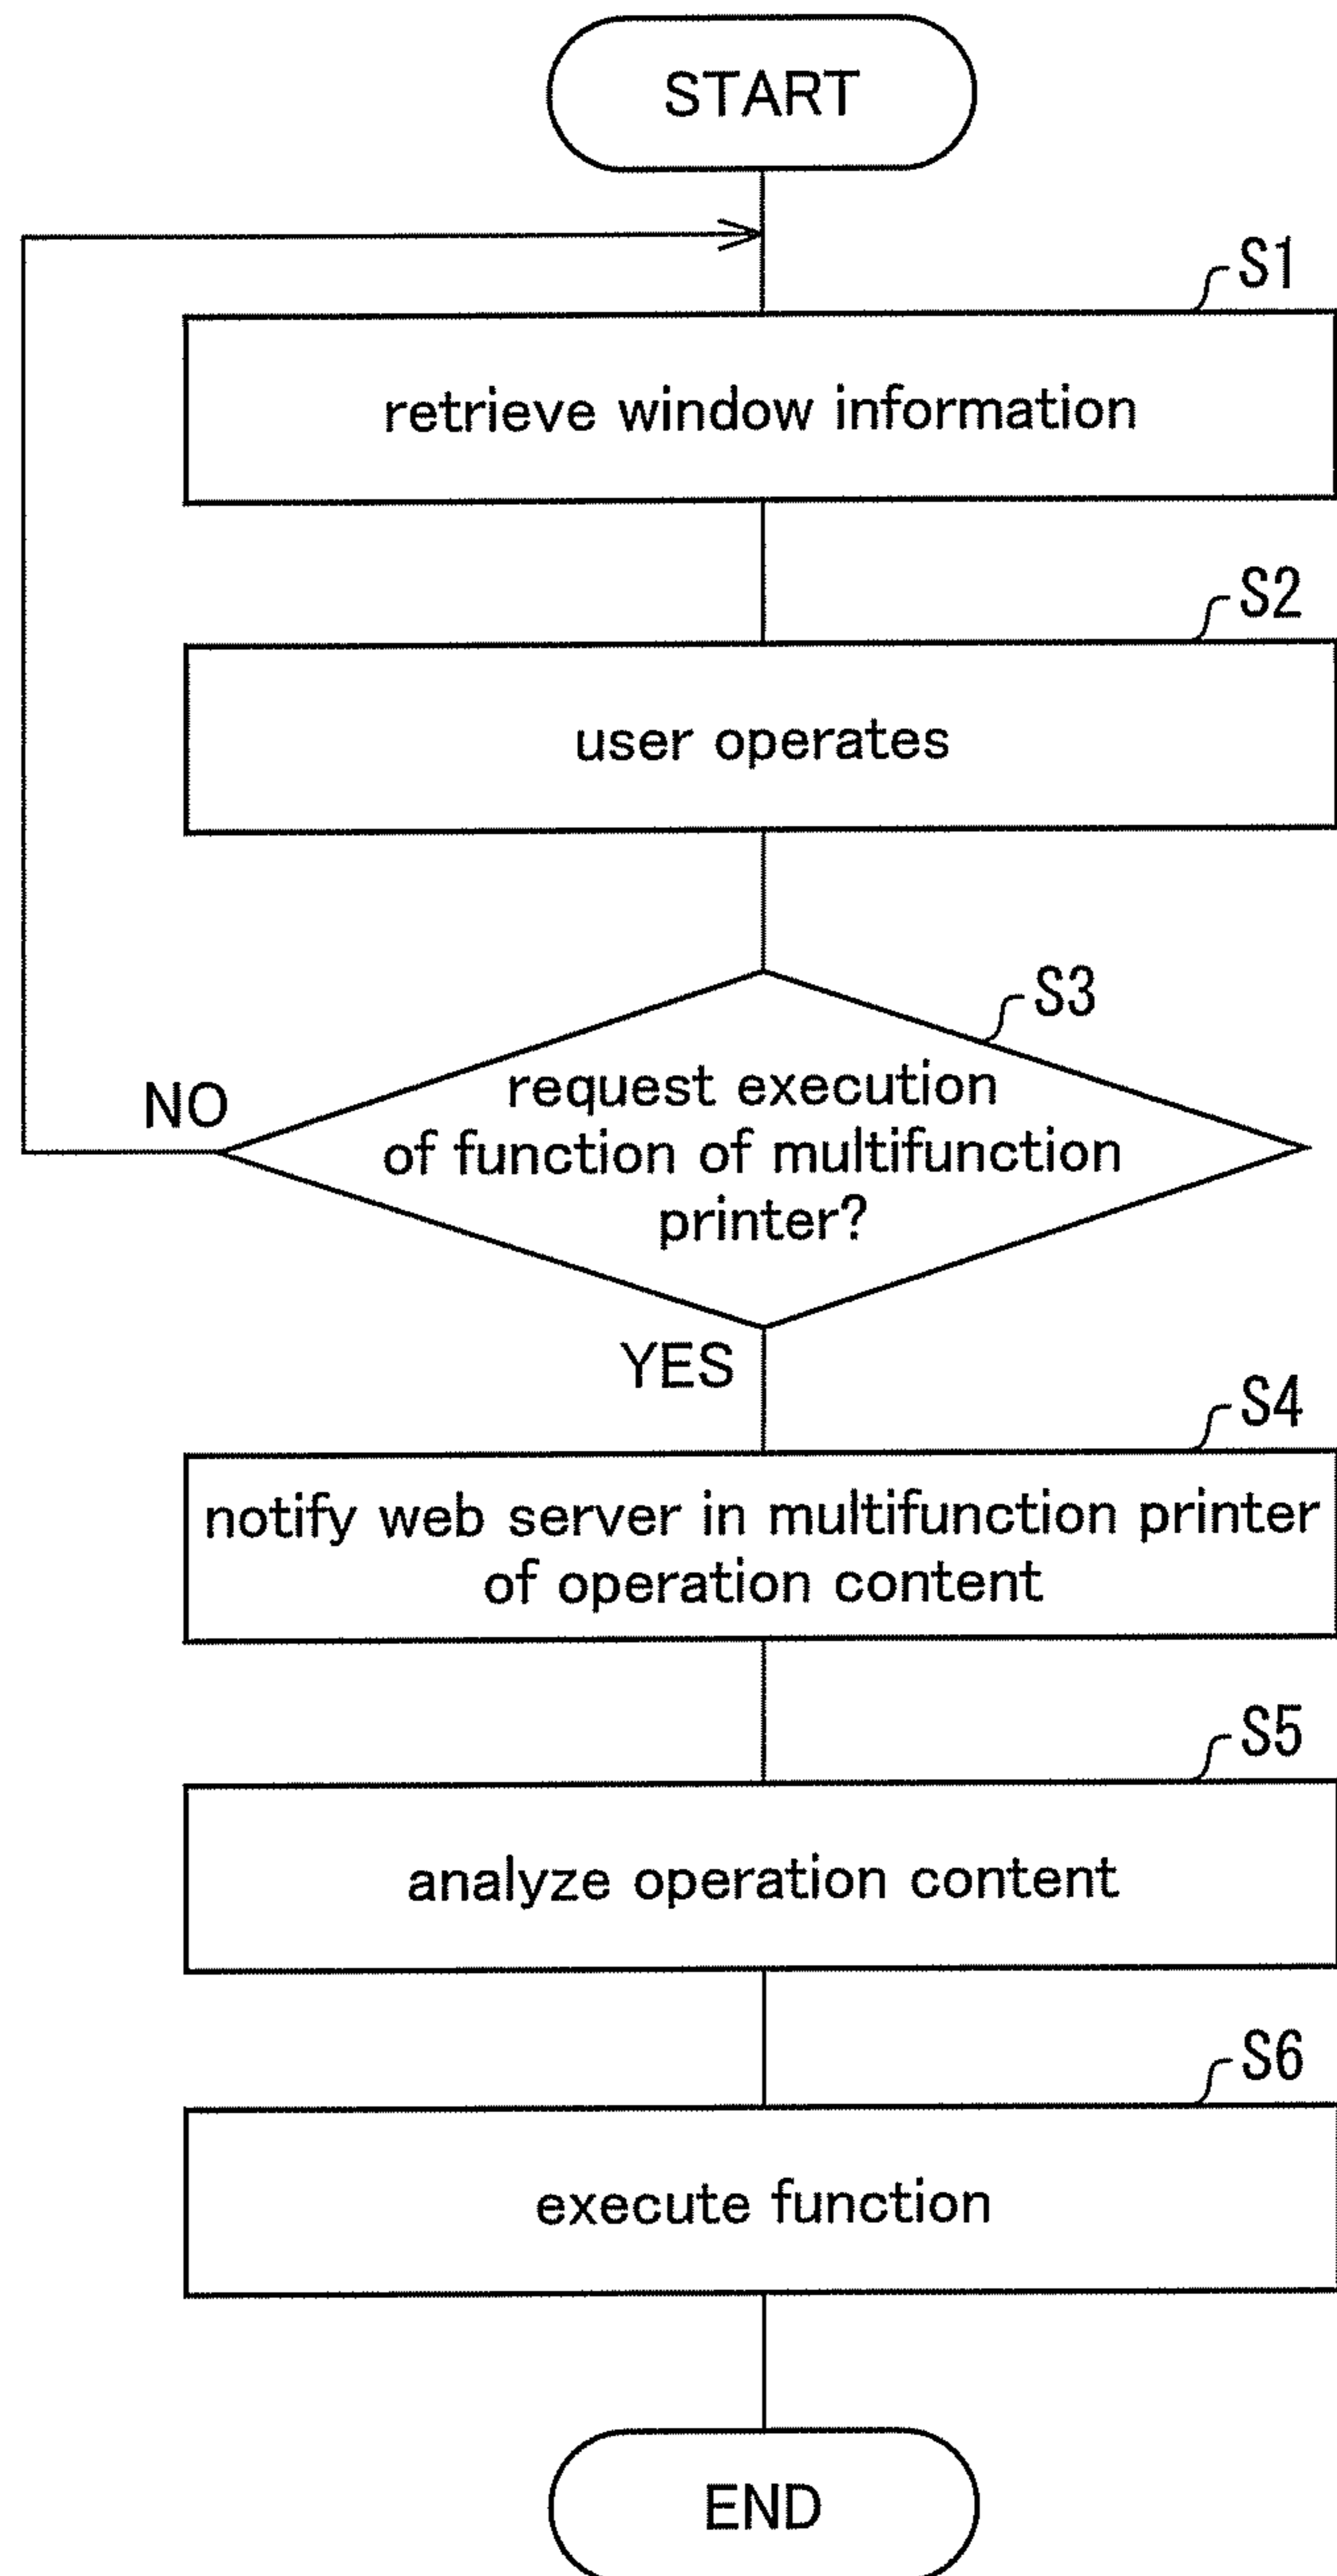 START
S1
retrieve window information
S2
user operates
S3
request execution
of function of multifunction
printer?
NO
YES
S4
notify web server in multifunction printer
of operation content
S5
analyze operation content
S6
execute function
END